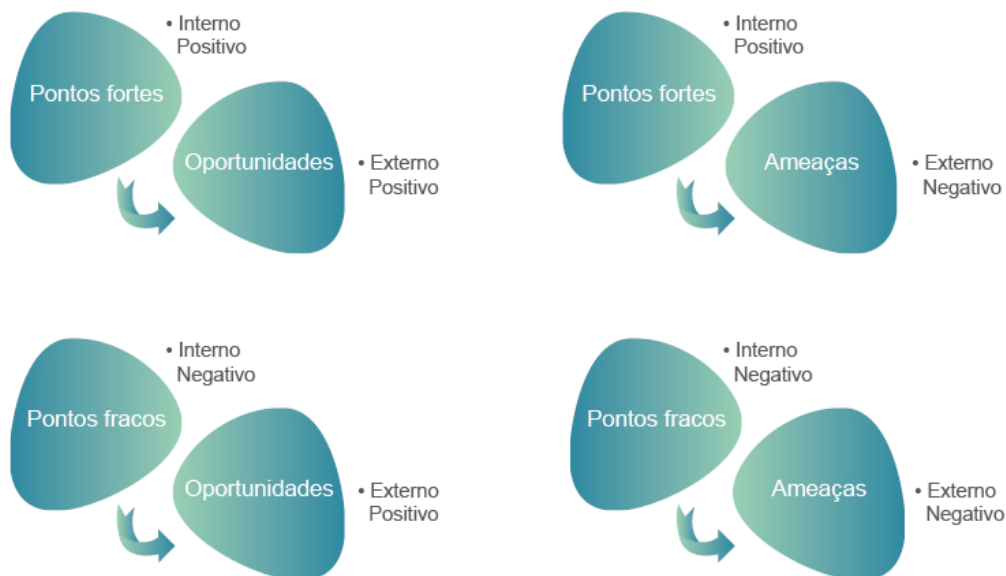 • Interno
Positivo
Pontos fortes
Oportunidades
• Externo
Positivo
• Interno
Positivo
Pontos fortes
Ameaças
• Externo
Negativo
• Interno
Negativo
Pontos fracos
Oportunidades
• Externo
Positivo
• Interno
Negativo
Pontos fracos
Ameaças
• Externo
Negativo